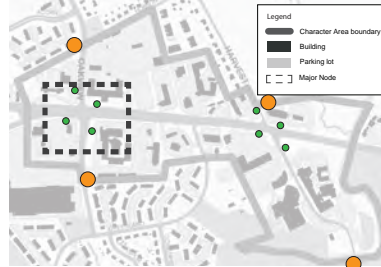 Legend
Character Area boundary
Building
Parking lot
Major Node